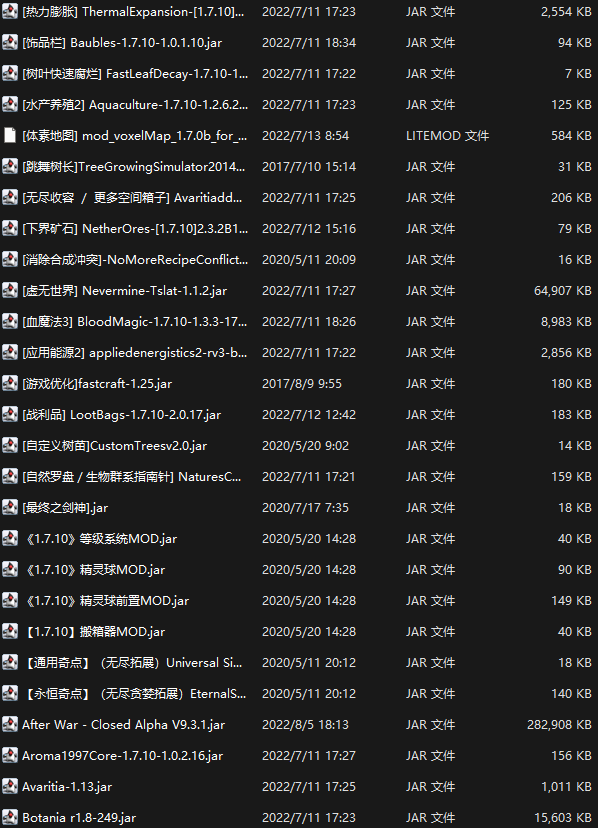 [热力膨胀] ThermalExpansion-[1.7.10]... 2022/7/11 17:23 JAR 文件 2,554 KB
[饰品栏] Baubles-1.7.10-1.0.1.10.jar 2022/7/11 18:34 JAR 文件 94 KB
[树叶快速腐烂] FastLeafDecay-1.7.10-1... 2022/7/11 17:22 JAR 文件 7 KB
[水产养殖2] Aquaculture-1.7.10-1.2.6.2... 2022/7/11 17:23 JAR 文件 125 KB
[体素地图] mod_voxelMap_1.7.0b_for_... 2022/7/13 8:54 LITEMOD 文件 584 KB
[跳舞树长]TreeGrowingSimulator2014... 2017/7/10 15:14 JAR 文件 31 KB
[无尽收容 / 更多空间箱子] Avaritiadd... 2022/7/11 17:25 JAR 文件 206 KB
[下界矿石] NetherOres-[1.7.10]2.3.2B1... 2022/7/12 15:16 JAR 文件 79 KB
[消除合成冲突]-NoMoreRecipeConflict... 2020/5/11 20:09 JAR 文件 16 KB
[虚无世界] Nevermine-Tslat-1.1.2.jar 2022/7/11 17:27 JAR 文件 64,907 KB
[血魔法3] BloodMagic-1.7.10-1.3.3-17... 2022/7/11 18:26 JAR 文件 8,983 KB
[应用能源2] appliedenergistics2-rv3-b... 2022/7/11 17:22 JAR 文件 2,856 KB
[游戏优化]fastcraft-1.25.jar 2017/8/9 9:55 JAR 文件 180 KB
[战利品] LootBags-1.7.10-2.0.17.jar 2022/7/12 12:42 JAR 文件 183 KB
[自定义树苗]CustomTreesv2.0.jar 2020/5/20 9:02 JAR 文件 14 KB
[自然罗盘 / 生物群系指南针] NaturesC... 2022/7/11 17:21 JAR 文件 159 KB
[最终之剑神].jar 2020/7/17 7:35 JAR 文件 18 KB
《1.7.10》等级系统MOD.jar 2020/5/20 14:28 JAR 文件 40 KB
《1.7.10》精灵球MOD.jar 2020/5/20 14:28 JAR 文件 90 KB
《1.7.10》精灵球前置MOD.jar 2020/5/20 14:28 JAR 文件 149 KB
【1.7.10】搬箱器MOD.jar 2020/5/20 14:28 JAR 文件 40 KB
【通用奇点】（无尽拓展）Universal Si... 2020/5/11 20:12 JAR 文件 18 KB
【永恒奇点】（无尽贪婪拓展）EternalS... 2020/5/11 20:12 JAR 文件 140 KB
After War - Closed Alpha V9.3.1.jar 2022/8/5 18:13 JAR 文件 282,908 KB
Aroma1997Core-1.7.10-1.0.2.16.jar 2022/7/11 17:27 JAR 文件 156 KB
Avaritia-1.13.jar 2022/7/11 17:25 JAR 文件 1,011 KB
Botania r1.8-249.jar 2022/7/11 17:23 JAR 文件 15,603 KB